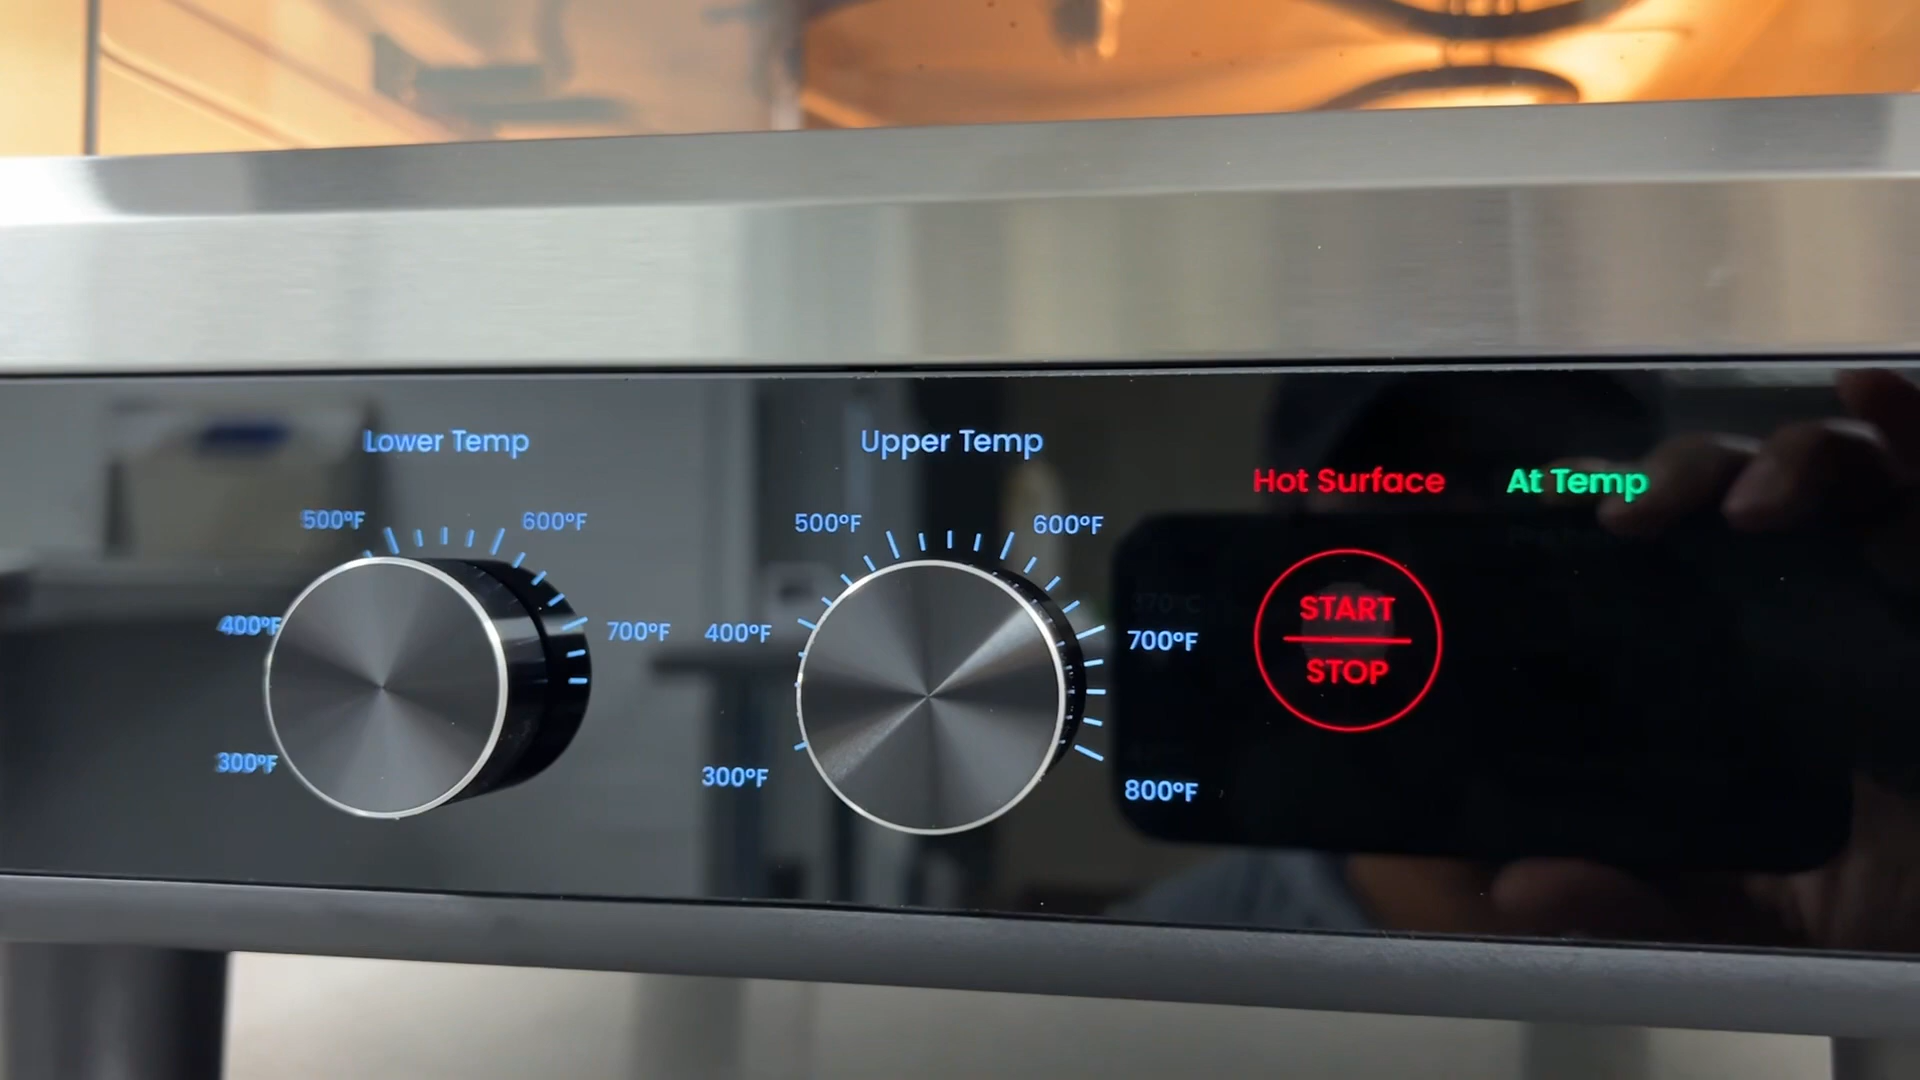 Lower Temp
500°F
600°F
400°F
700°F
300°F
Upper Temp
500°F
600°F
400°F
700°F
300°F
800°F
Hot Surface
At Temp
START
STOP